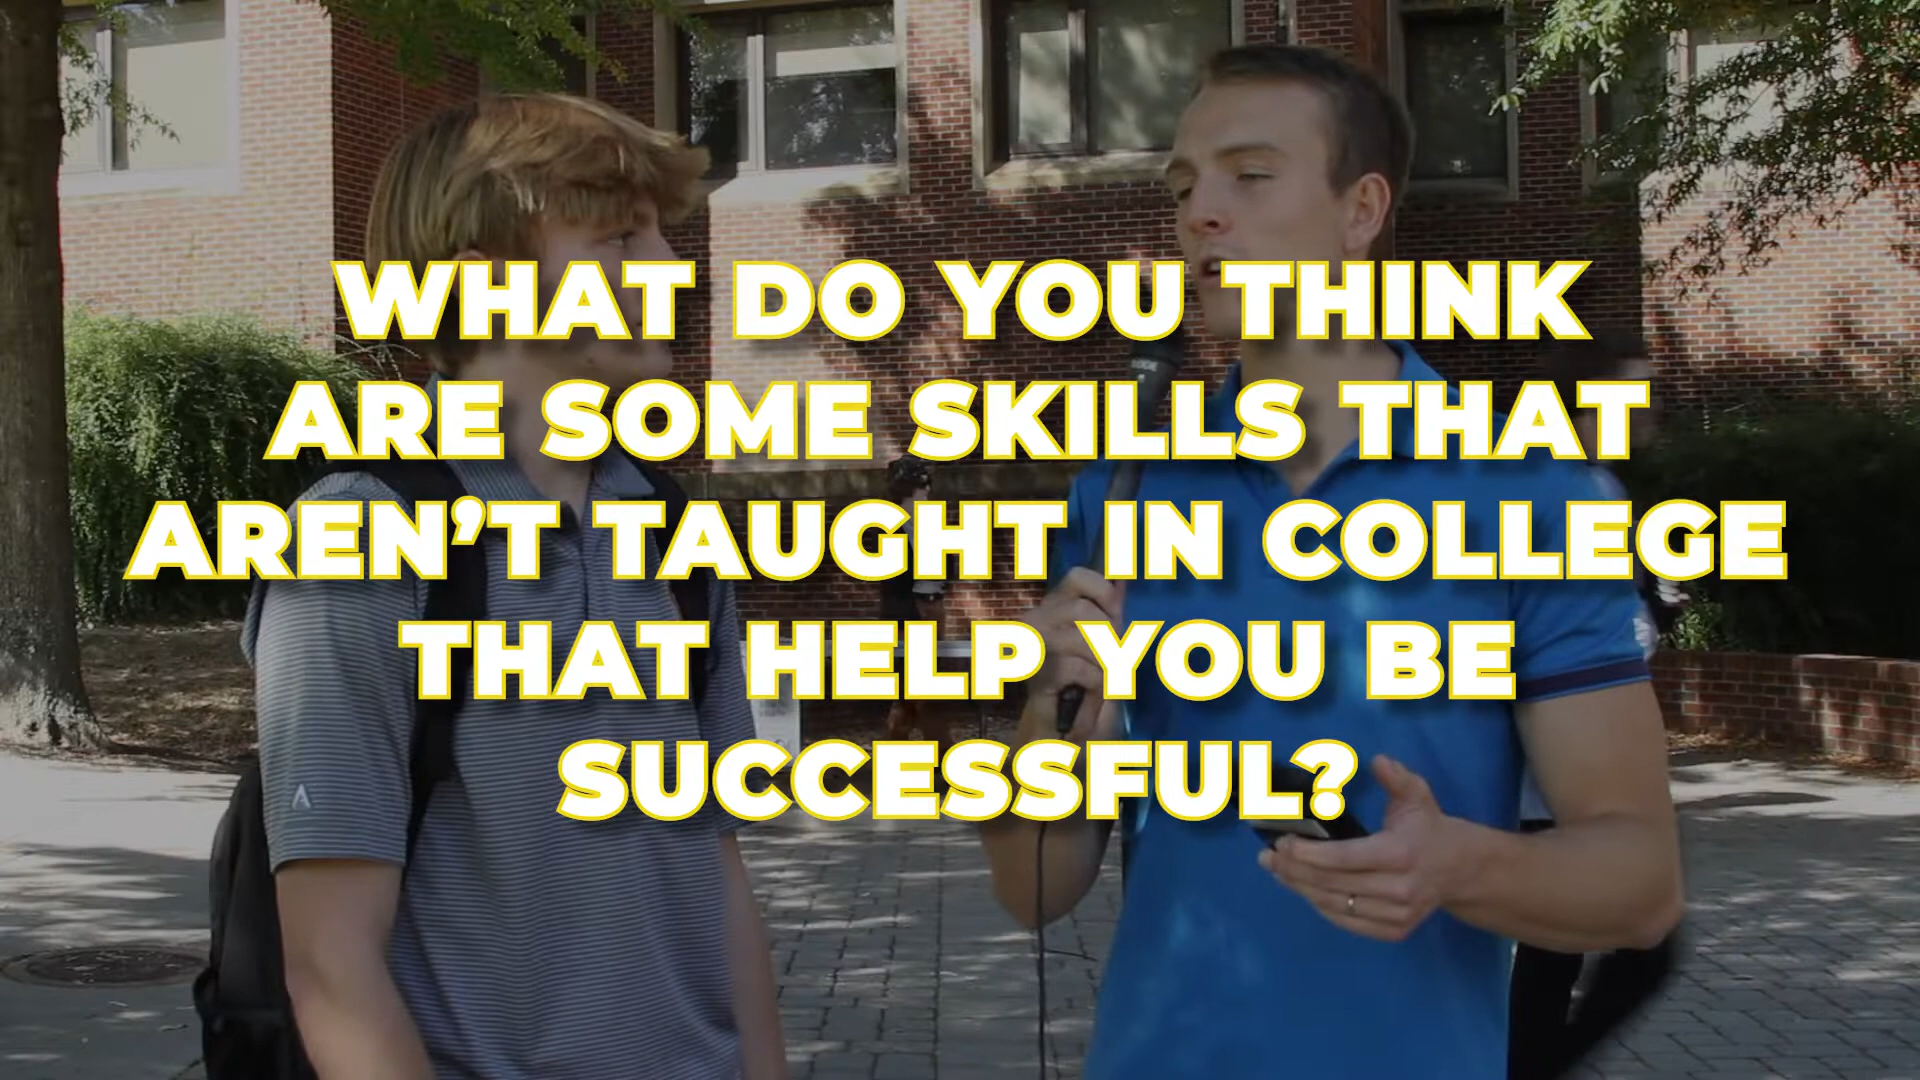 WHAT DO YOU THINK
ARE SOME SKILLS THAT
AREN’T TAUGHT IN COLLEGE
THAT HELP YOU BE
SUCCESSFUL?